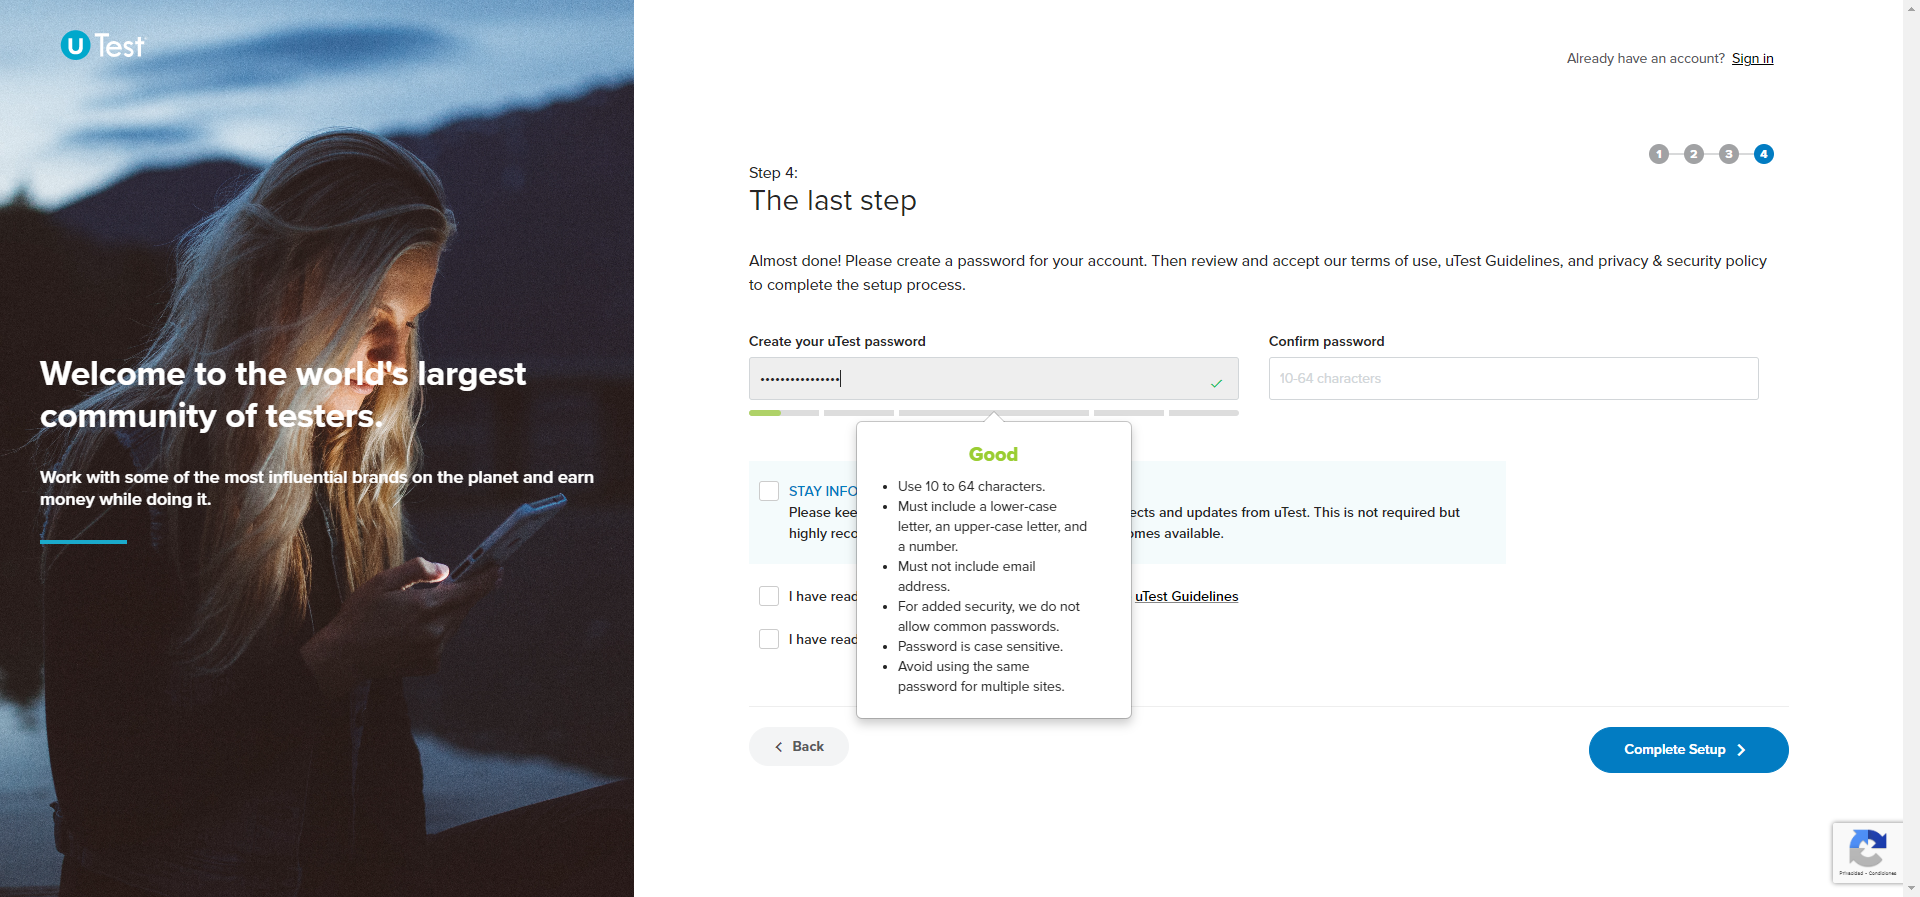 u Test
Welcome to the world's largest
community of testers.
Work with some of the most influential brands on the planet and earn
money while doing it.
Already have an account? Sign in
1 2 3 4
Step 4:
The last step
Almost done! Please create a password for your account. Then review and accept our terms of use, uTest Guidelines, and privacy & security policy
to complete the setup process.
Create your uTest password
Confirm password
••••••••••••••••
10-64 characters
Good
• Use 10 to 64 characters.
• Must include a lower-case
letter, an upper-case letter, and
a number.
• Must not include email
address.
• For added security, we do not
allow common passwords.
• Password is case sensitive.
• Avoid using the same
password for multiple sites.
STAY INFO
Please kee ects and updates from uTest. This is not required but
highly reco omes available.
I have read uTest Guidelines
I have read
Back
Complete Setup
Privacidad - Condiciones